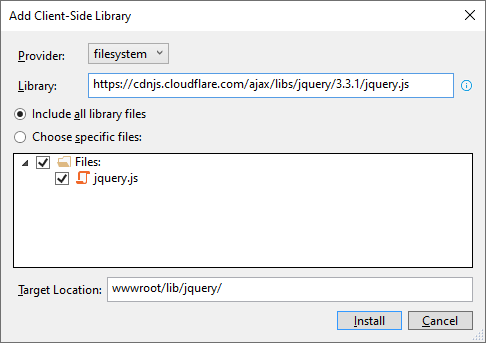 Add Client-Side Library
Provider: filesystem
Library: https://cdnjs.cloudflare.com/ajax/libs/jquery/3.3.1/jquery.js
Include all library files
Choose specific files:
Files:
jquery.js
Target Location: wwwroot/lib/jquery/
Install Cancel